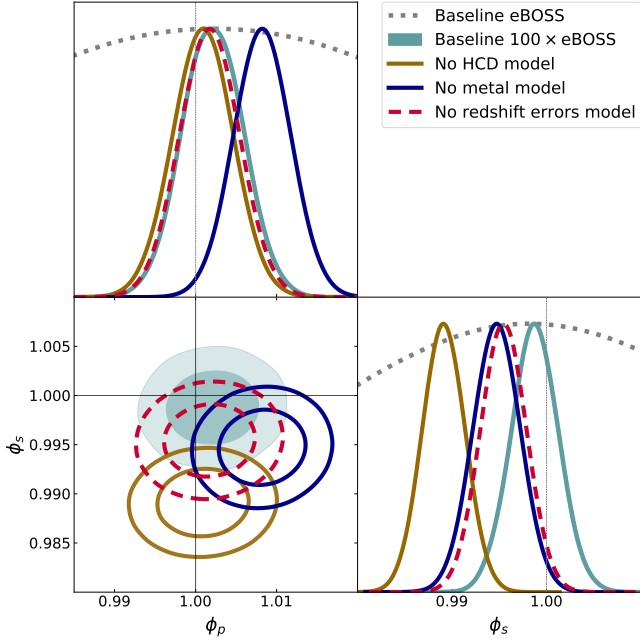 Baseline eBOSS
Baseline 100 × eBOSS
No HCD model
No metal model
No redshift errors model
1.005
1.000
0.995
0.990
0.985
ϕs
0.99 1.00 1.01
ϕp
0.99 1.00
ϕs